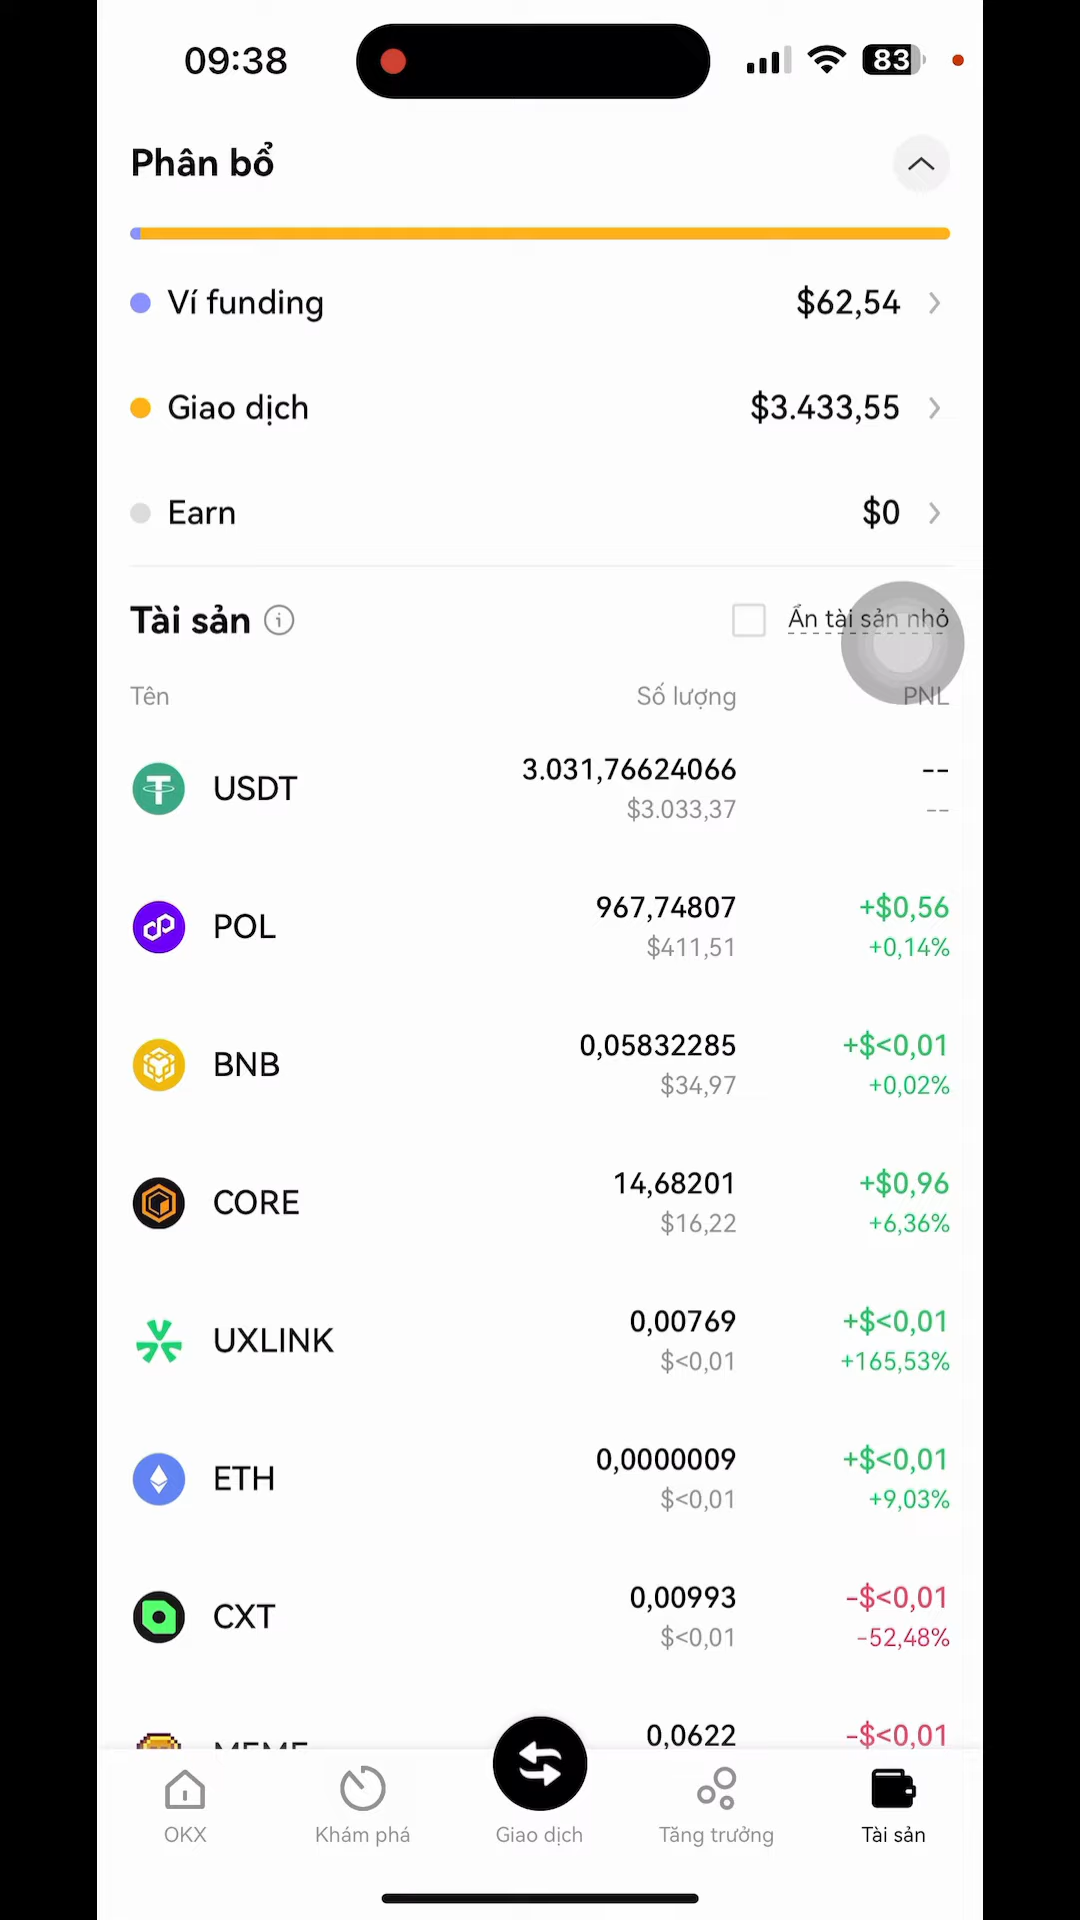 09:38
83
Phân bổ
Ví funding $62,54
Giao dịch $3.433,55
Earn $0
Tài sản Ẩn tài sản nhỏ
Tên Số lượng PNL
USDT 3.031,76624066 --
$3.033,37 --
POL 967,74807 +$0,56
$411,51 +0,14%
BNB 0,05832285 +$<0,01
$34,97 +0,02%
CORE 14,68201 +$0,96
$16,22 +6,36%
UXLINK 0,00769 +$<0,01
$<0,01 +165,53%
ETH 0,0000009 +$<0,01
$<0,01 +9,03%
CXT 0,00993 -$<0,01
$<0,01 -52,48%
MEME 0,0622 -$<0,01
OKX Khám phá Giao dịch Tăng trưởng Tài sản